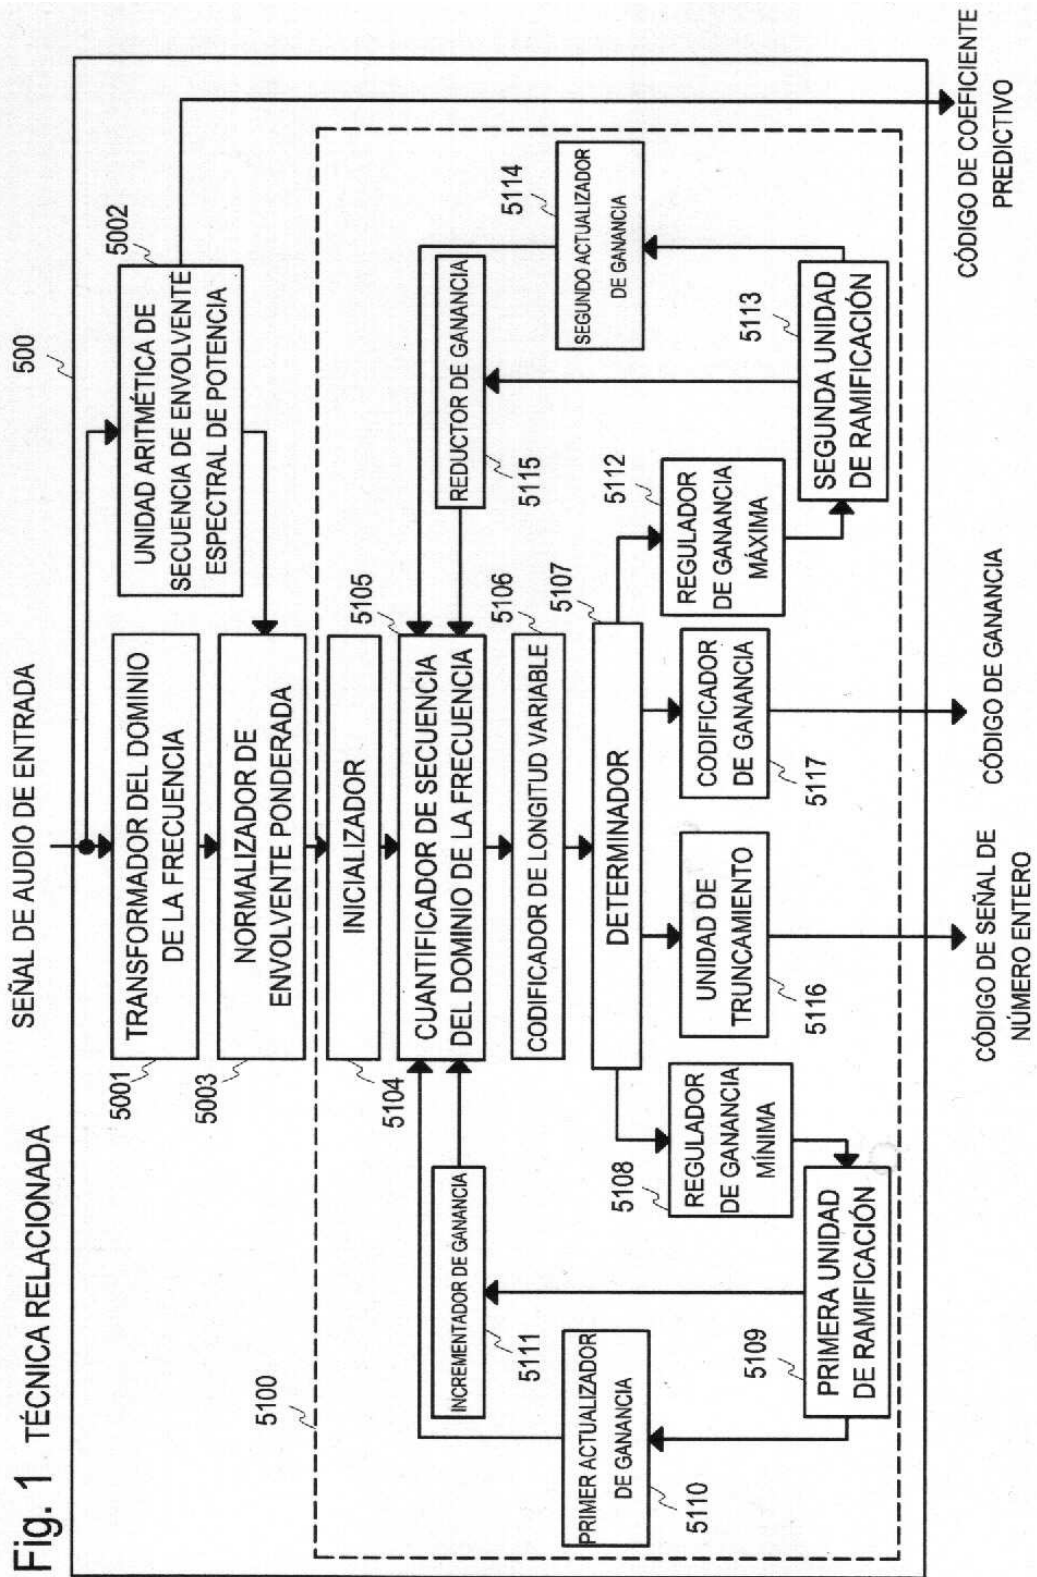 Fig. 1 TÉCNICA RELACIONADA
SEÑAL DE AUDIO DE ENTRADA
500
5001
TRANSFORMADOR DEL DOMINIO
DE LA FRECUENCIA
5002
UNIDAD ARITMÉTICA DE
SECUENCIA DE ENVOLVENTE
ESPECTRAL DE POTENCIA
5003
NORMALIZADOR DE
ENVOLVENTE PONDERADA
5100
5104
INICIALIZADOR
5105
CUANTIFICADOR DE SECUENCIA
DEL DOMINIO DE LA FRECUENCIA
INCREMENTADOR DE GANANCIA
5111
REDUCTOR DE GANANCIA
5115
5106
CODIFICADOR DE LONGITUD VARIABLE
PRIMER ACTUALIZADOR
DE GANANCIA
5110
SEGUNDO ACTUALIZADOR
DE GANANCIA
5114
5107
DETERMINADOR
5108
REGULADOR
DE GANANCIA
MÍNIMA
UNIDAD DE
TRUNCAMIENTO
5116
CODIFICADOR
DE GANANCIA
5117
5112
REGULADOR
DE GANANCIA
MÁXIMA
5109
PRIMERA UNIDAD
DE RAMIFICACIÓN
5113
SEGUNDA UNIDAD
DE RAMIFICACIÓN
CÓDIGO DE SEÑAL DE
NÚMERO ENTERO
CÓDIGO DE GANANCIA
CÓDIGO DE COEFICIENTE
PREDICTIVO